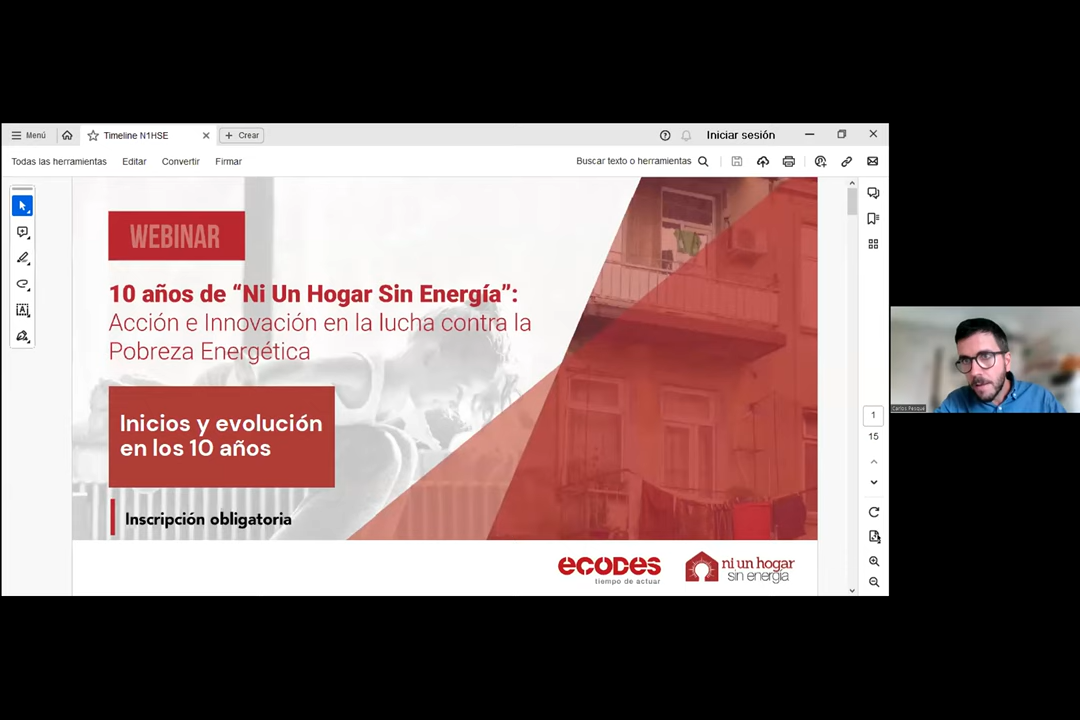 Menú
Timeline N1HSE
+ Crear
Iniciar sesión
Todas las herramientas
Editar
Convertir
Firmar
Buscar texto o herramientas
WEBINAR
10 años de “Ni Un Hogar Sin Energía”:
Acción e Innovación en la lucha contra la
Pobreza Energética
Inicios y evolución
en los 10 años
Inscripción obligatoria
ecodes
tiempo de actuar
ni un hogar
sin energía
1
15
Carlos Pesqué